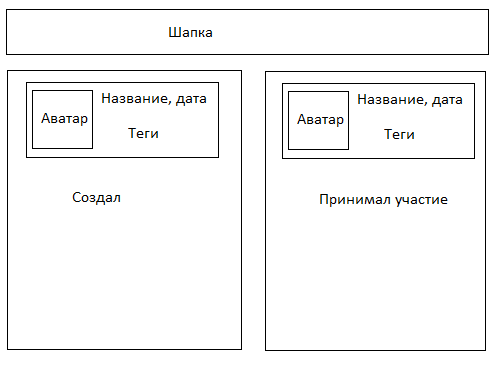 Шапка
Аватар
Название, дата
Теги
Создал
Аватар
Название, дата
Теги
Принимал участие